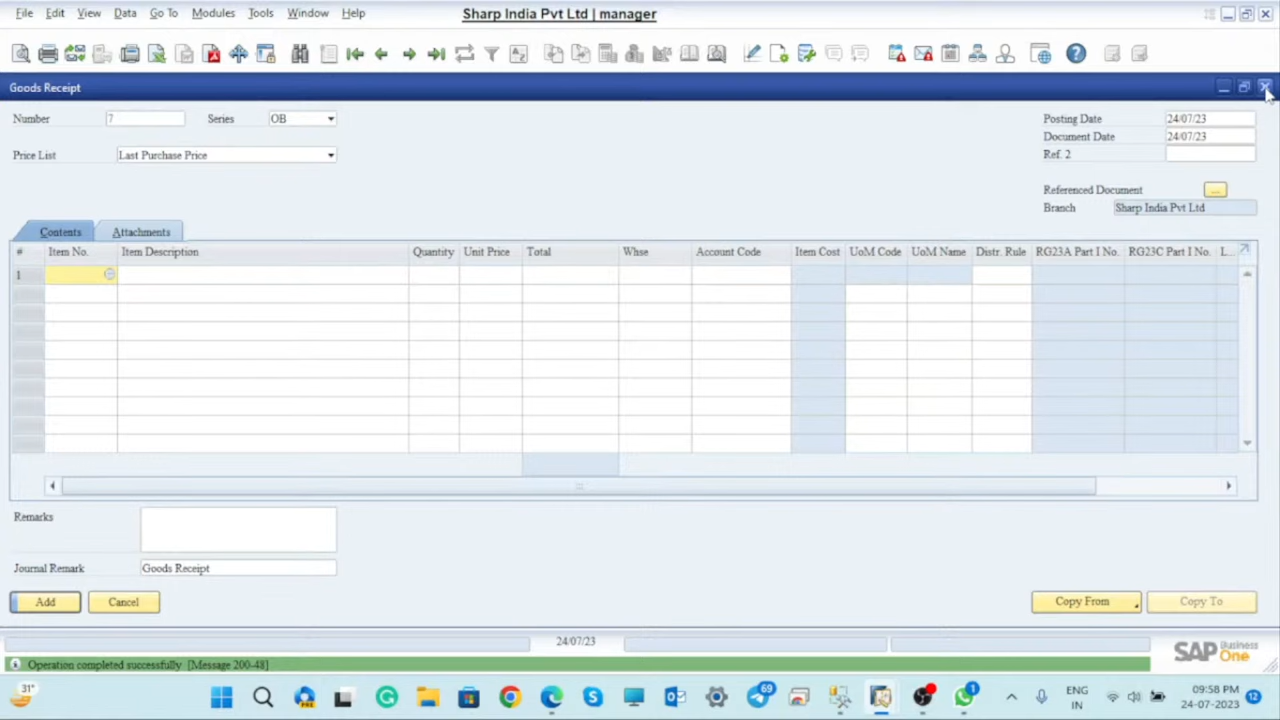 File Edit View Data Go To Modules Tools Window Help
Sharp India Pvt Ltd | manager
Goods Receipt
Number 7 Series OB
Posting Date 24/07/23
Document Date 24/07/23
Price List Last Purchase Price
Ref. 2
Referenced Document ...
Branch Sharp India Pvt Ltd
Contents Attachments
# Item No. Item Description Quantity Unit Price Total Whse Account Code Item Cost UoM Code UoM Name Distr. Rule RG23A Part I No. RG23C Part I No. L...
1
Remarks
Journal Remark Goods Receipt
Add Cancel Copy From Copy To
24/07/23
SAP Business One
Operation completed successfully [Message 200-48]
31°
69
1
ENG
IN
09:58 PM
24-07-2023
12